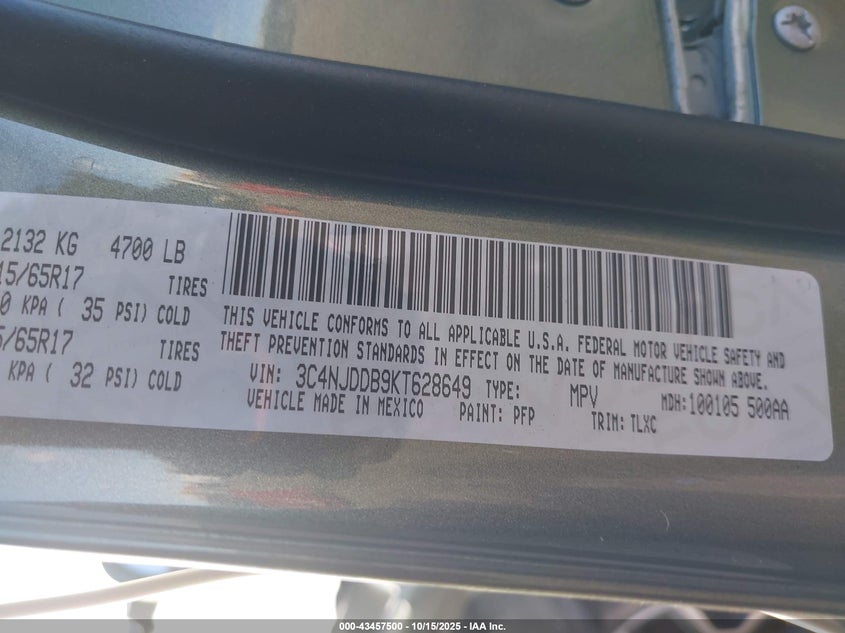 2132 KG 4700 LB
15/65R17 TIRES
0 KPA ( 35 PSI) COLD
5/65R17 TIRES
KPA ( 32 PSI) COLD
THIS VEHICLE CONFORMS TO ALL APPLICABLE U.S.A. FEDERAL MOTOR VEHICLE SAFETY AND
THEFT PREVENTION STANDARDS IN EFFECT ON THE DATE OF MANUFACTURE SHOWN ABOVE.
VIN: 3C4NJDDB9KT628649 TYPE: MPV MDH: 100105 500AA
VEHICLE MADE IN MEXICO PAINT: PFP TRIM: TLXC
000-43457500 - 10/15/2025 - IAA Inc.